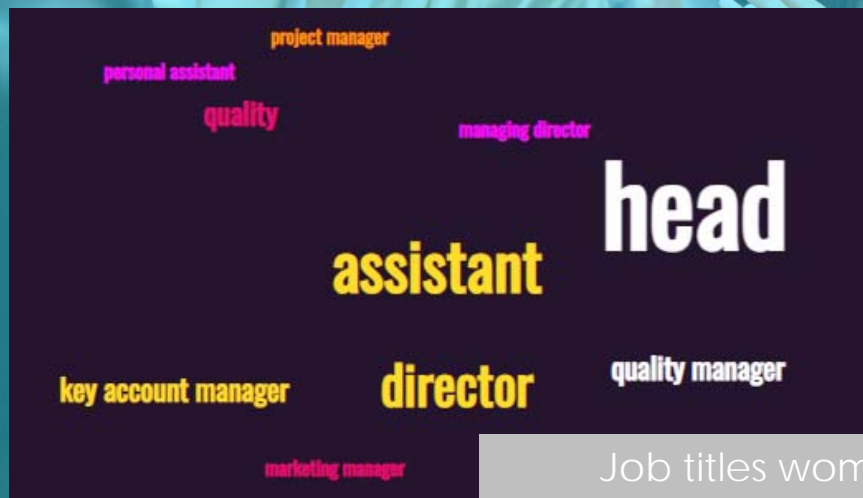 project manager
personal assistant
quality
managing director
head
assistant
quality manager
director
key account manager
marketing manager
Job titles